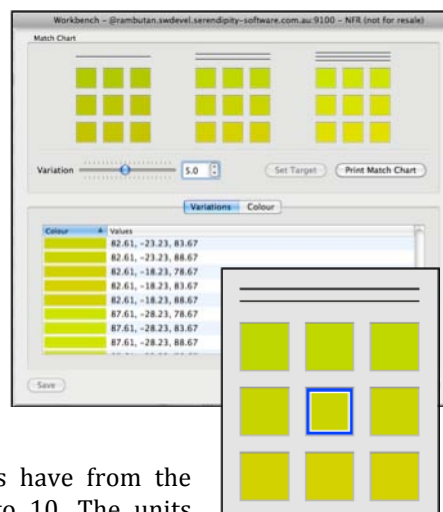 Workbench – @rambutan.swdevel.serendipity-software.com.au:9100 – NFR (not for resale)
Match Chart
Variation 5.0 Set Target Print Match Chart
Variations Colour
Colour Values
82.61, -23.23, 83.67
82.61, -23.23, 88.67
82.61, -18.23, 78.67
82.61, -18.23, 83.67
82.61, -18.23, 88.67
87.61, -28.23, 78.67
87.61, -28.23, 83.67
87.61, -28.23, 88.67
Save
s have from the
to 10. The units